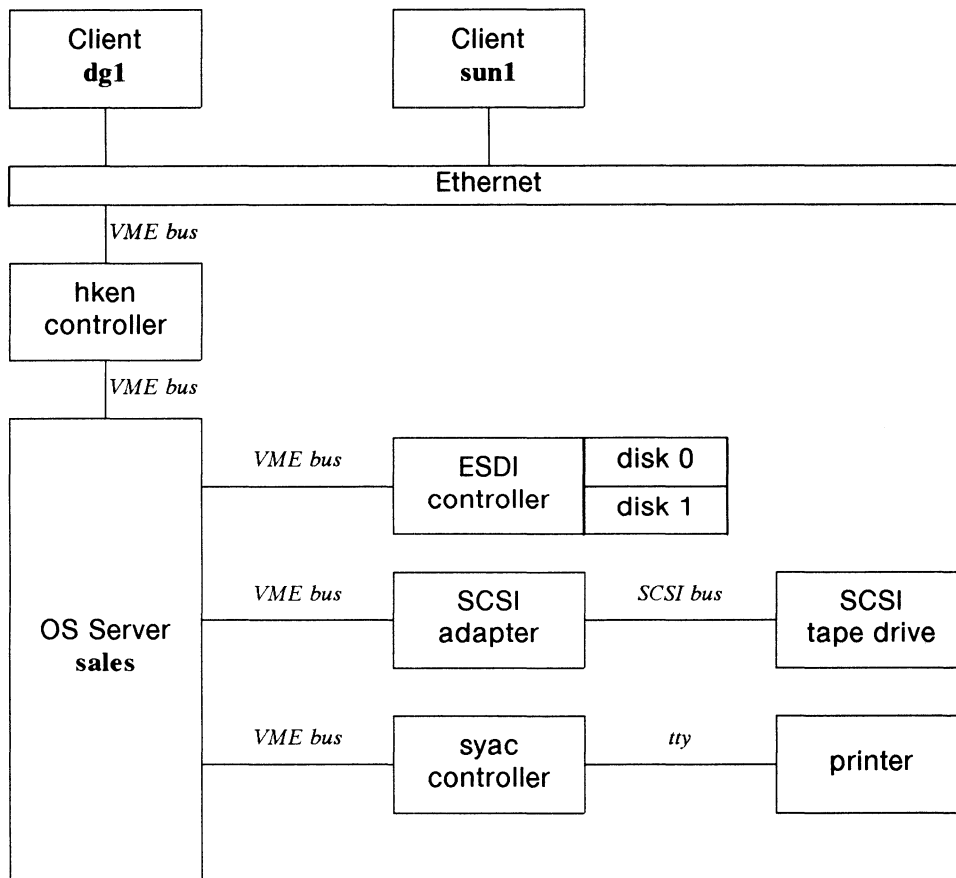 Client
dg1
Client
sun1
Ethernet
VME bus
hken
controller
VME bus
OS Server
sales
VME bus
ESDI
controller
disk 0
disk 1
VME bus
SCSI
adapter
SCSI bus
SCSI
tape drive
VME bus
syac
controller
tty
printer